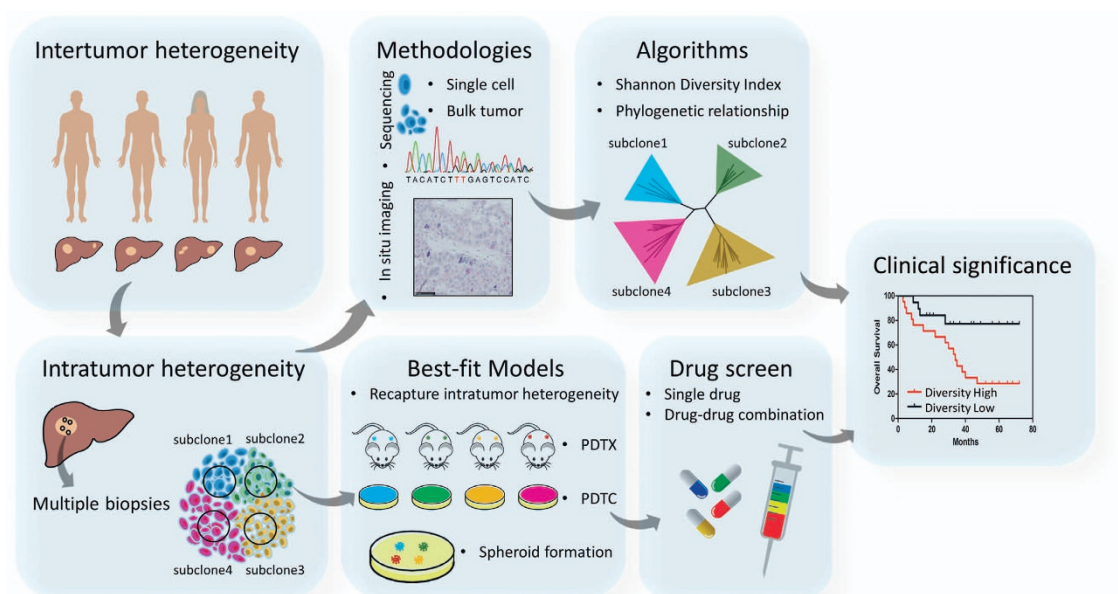 Intertumor heterogeneity
Methodologies
Sequencing
• Single cell
• Bulk tumor
TACATCTTTGAGTCCATC
• In situ imaging •
Algorithms
• Shannon Diversity Index
• Phylogenetic relationship
subclone1
subclone2
subclone4
subclone3
Clinical significance
Overall Survival
100
80
60
40
20
0
Diversity High
Diversity Low
0 20 40 60 80
Months
Intratumor heterogeneity
subclone1
subclone2
Multiple biopsies
subclone4
subclone3
Best-fit Models
• Recapture intratumor heterogeneity
• PDTX
• PDTC
• Spheroid formation
Drug screen
• Single drug
• Drug-drug combination